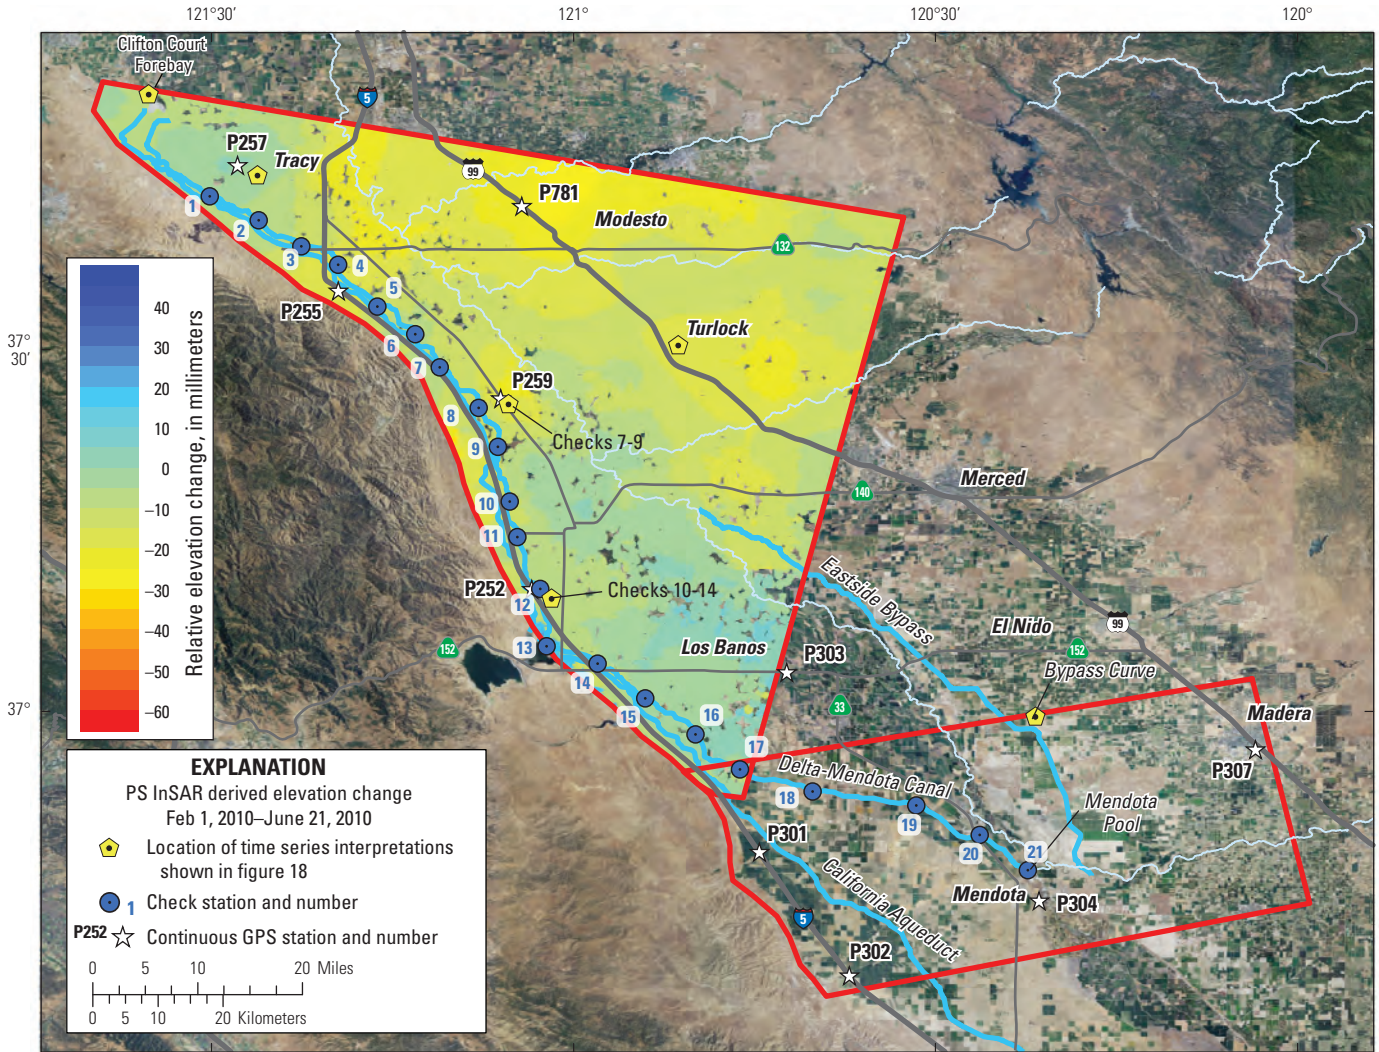 121°30'
121°
120°30'
120°
Clifton Court
Forebay
5
P257
Tracy
99
P781
Modesto
1
2
3
4
132
5
P255
37°
30'
6
7
Turlock
P259
8
9
Checks 7-9
10
140
Merced
11
P252
12
Checks 10-14
Eastside Bypass
El Nido
99
152
13
Los Banos
P303
152
Bypass Curve
14
33
37°
15
16
Madera
17
P307
Delta-Mendota Canal
18
19
Mendota
Pool
P301
20
21
California Aqueduct
Mendota
P304
5
P302
40
30
20
10
0
–10
–20
–30
–40
–50
–60
Relative elevation change, in millimeters
EXPLANATION
PS InSAR derived elevation change
Feb 1, 2010–June 21, 2010
Location of time series interpretations
shown in figure 18
1 Check station and number
P252 Continuous GPS station and number
0 5 10 20 Miles
0 5 10 20 Kilometers